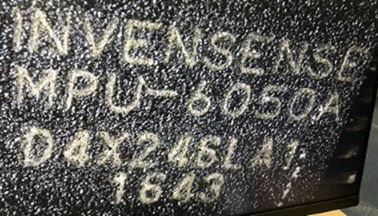 INVENSENSE
MPU-6050A
D4X246LA1
1643